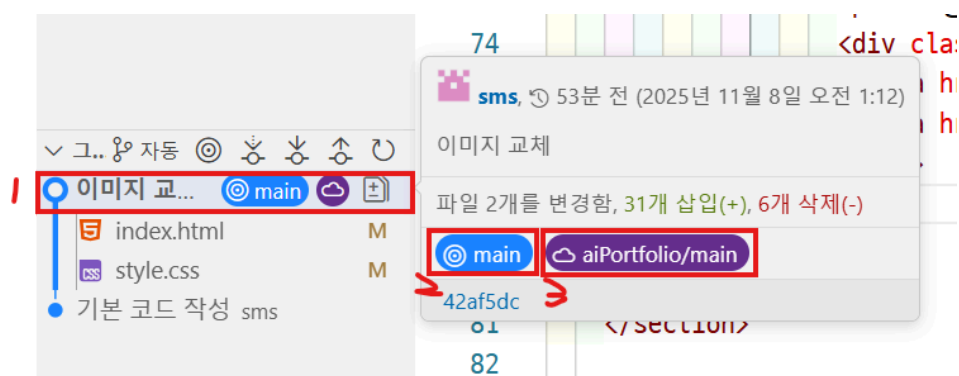 74
<div clas
sms, 53분 전 (2025년 11월 8일 오전 1:12)
이미지 교체
그.. 자동
1
이미지 교... main
파일 2개를 변경함, 31개 삽입(+), 6개 삭제(-)
index.html M
main aiPortfolio/main
style.css M
2 3
42af5dc
기본 코드 작성 sms
81 </section>
82